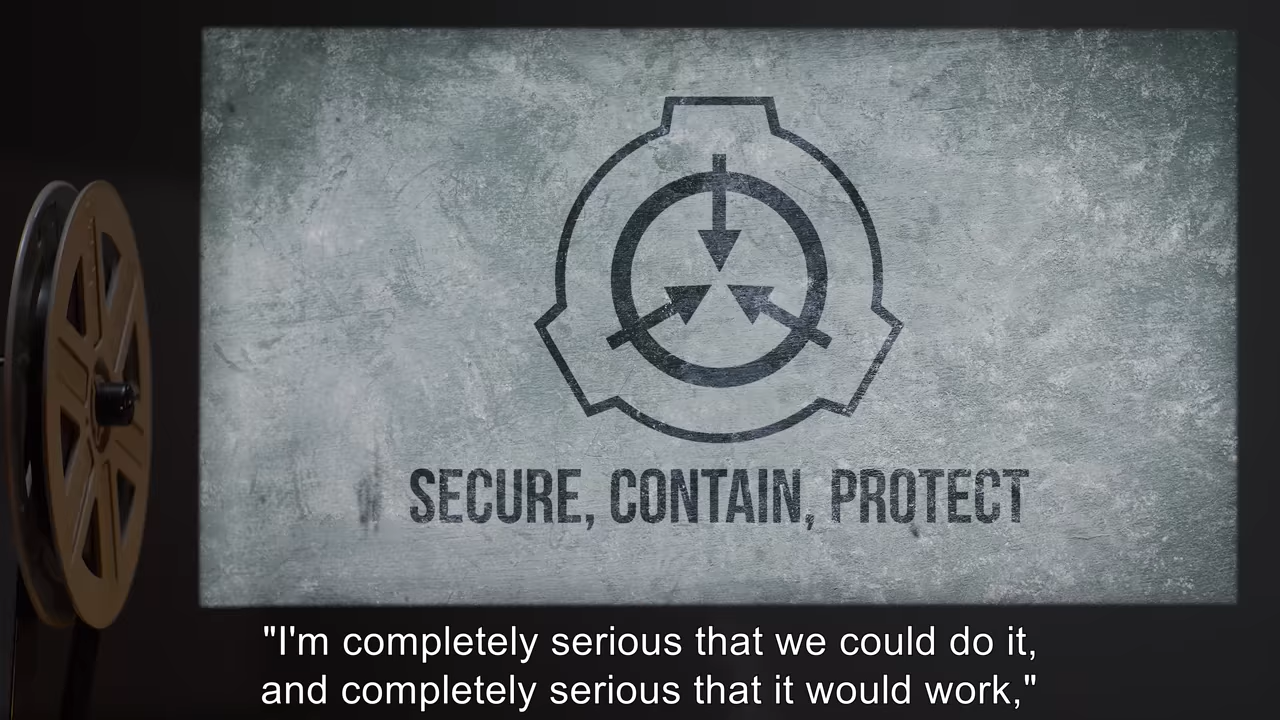 SECURE, CONTAIN, PROTECT
"I'm completely serious that we could do it,
and completely serious that it would work,"